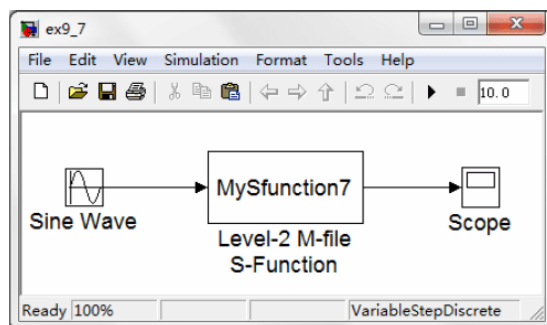 ex9_7
File Edit View Simulation Format Tools Help
10.0
MySfunction7
Sine Wave
Scope
Level-2 M-file
S-Function
Ready 100% VariableStepDiscrete